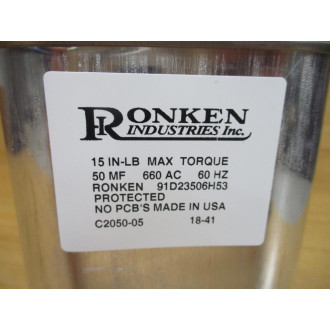 RONKEN
INDUSTRIES Inc.
15 IN-LB MAX TORQUE
50 MF 660 AC 60 HZ
RONKEN 91D23506H53
PROTECTED
NO PCB'S MADE IN USA
C2050-05 18-41